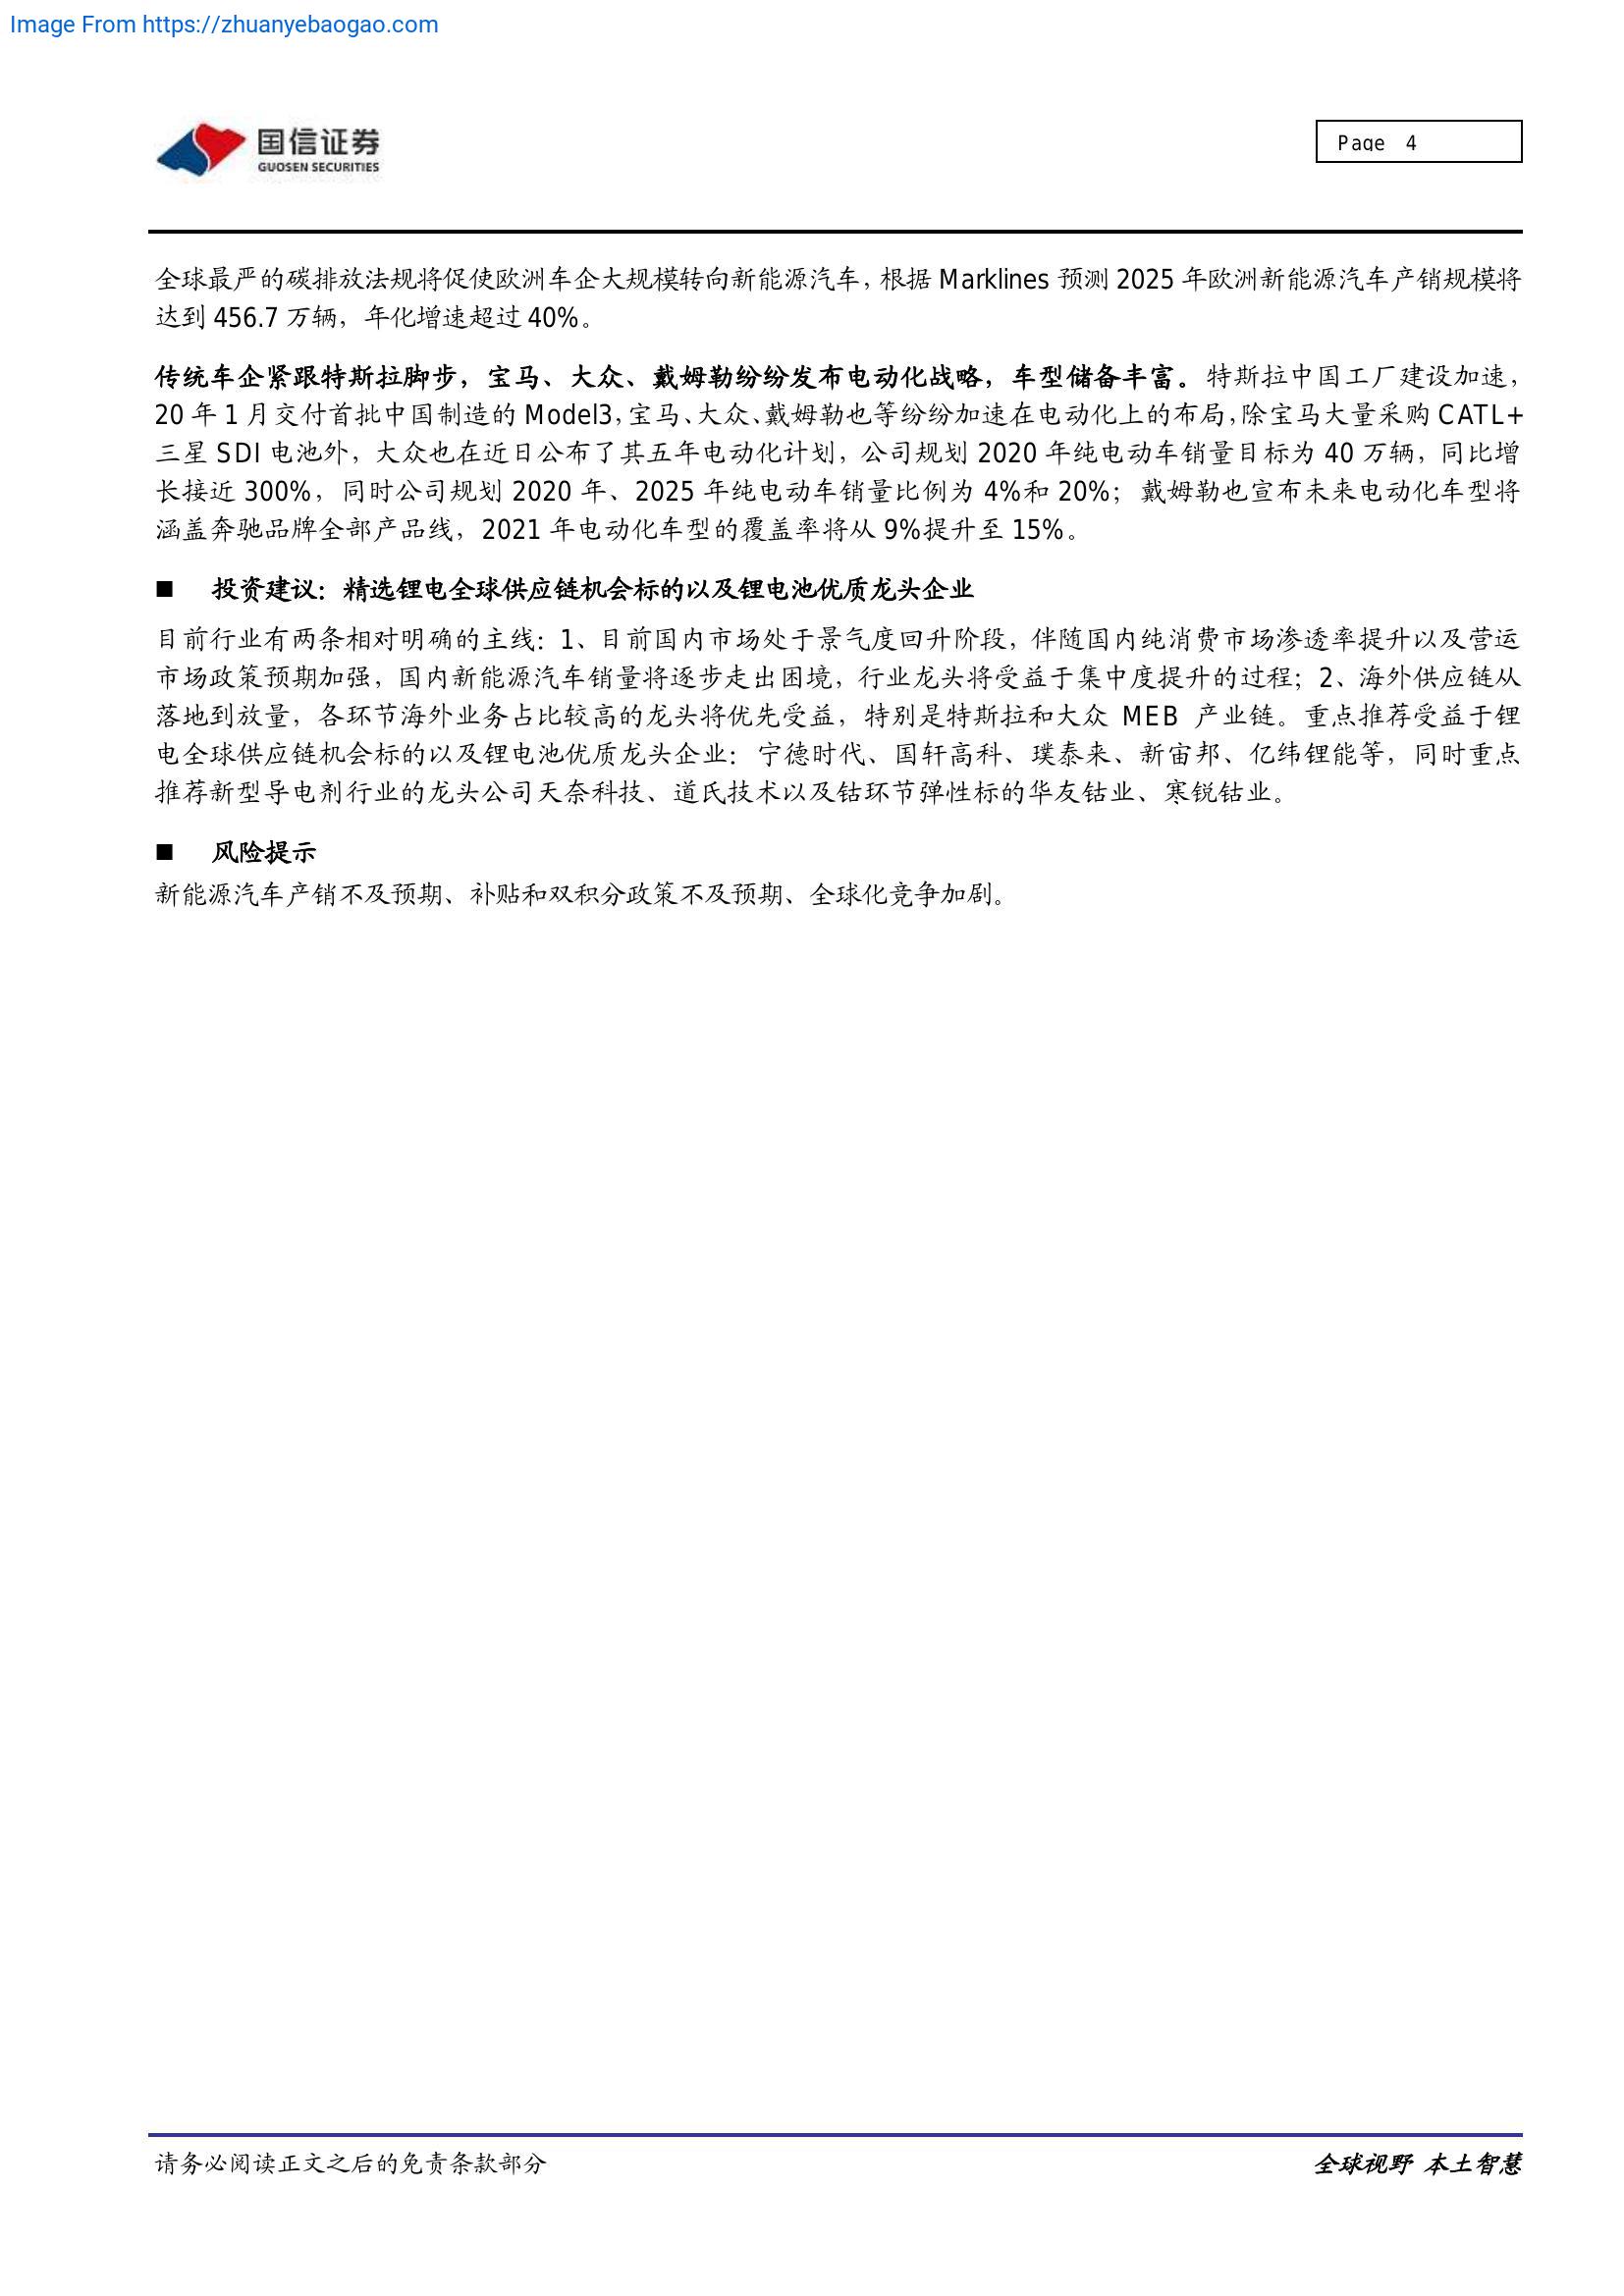 Image From https://zhuanyebaogao.com
国信证券
GUOSEN SECURITIES
Page 4
全球最严的碳排放法规将促使欧洲车企大规模转向新能源汽车，根据 Marklines 预测 2025 年欧洲新能源汽车产销规模将
达到 456.7 万辆，年化增速超过 40%。
传统车企紧跟特斯拉脚步，宝马、大众、戴姆勒纷纷发布电动化战略，车型储备丰富。特斯拉中国工厂建设加速，
20 年 1 月交付首批中国制造的 Model3，宝马、大众、戴姆勒也等纷纷加速在电动化上的布局，除宝马大量采购 CATL+
三星 SDI 电池外，大众也在近日公布了其五年电动化计划，公司规划 2020 年纯电动车销量目标为 40 万辆，同比增
长接近 300%，同时公司规划 2020 年、2025 年纯电动车销量比例为 4%和 20%；戴姆勒也宣布未来电动化车型将
涵盖奔驰品牌全部产品线，2021 年电动化车型的覆盖率将从 9%提升至 15%。
■ 投资建议：精选锂电全球供应链机会标的以及锂电池优质龙头企业
目前行业有两条相对明确的主线：1、目前国内市场处于景气度回升阶段，伴随国内纯消费市场渗透率提升以及营运
市场政策预期加强，国内新能源汽车销量将逐步走出困境，行业龙头将受益于集中度提升的过程；2、海外供应链从
落地到放量，各环节海外业务占比较高的龙头将优先受益，特别是特斯拉和大众 MEB 产业链。重点推荐受益于锂
电全球供应链机会标的以及锂电池优质龙头企业：宁德时代、国轩高科、璞泰来、新宙邦、亿纬锂能等，同时重点
推荐新型导电剂行业的龙头公司天奈科技、道氏技术以及钴环节弹性标的华友钴业、寒锐钴业。
■ 风险提示
新能源汽车产销不及预期、补贴和双积分政策不及预期、全球化竞争加剧。
请务必阅读正文之后的免责条款部分
全球视野 本土智慧